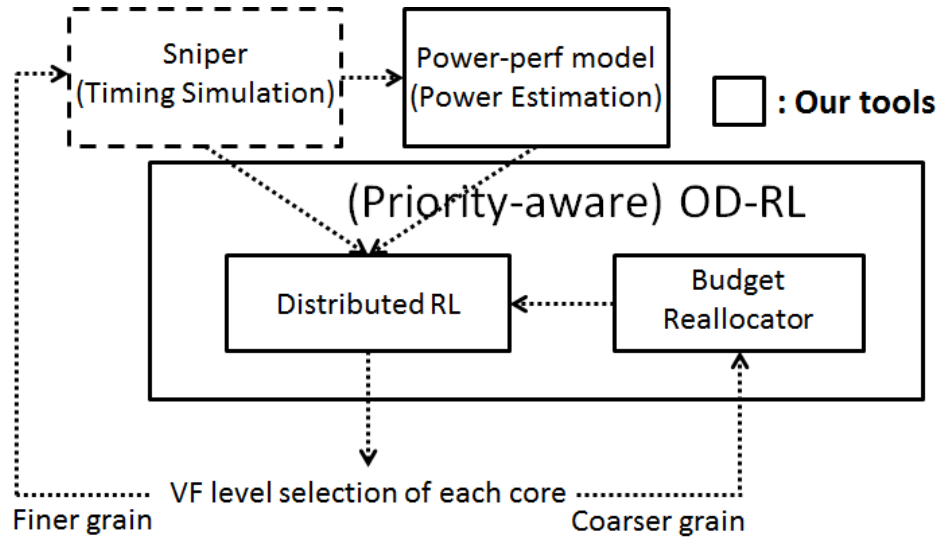 Sniper
(Timing Simulation)
Power-perf model
(Power Estimation)
: Our tools
(Priority-aware) OD-RL
Distributed RL
Budget
Reallocator
VF level selection of each core
Finer grain
Coarser grain